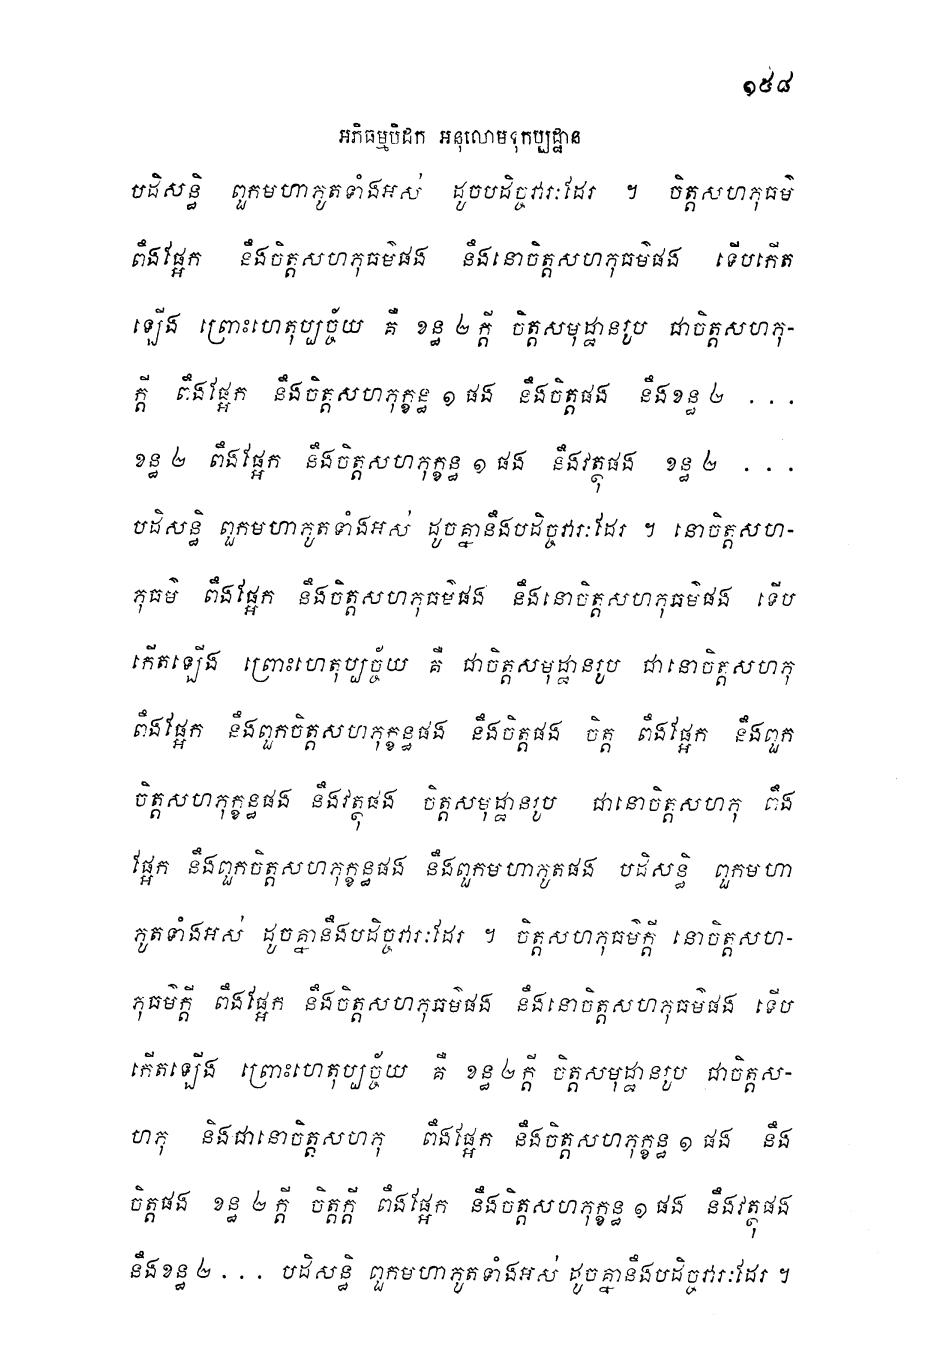 ១៥៨
អភិធម្មបិដក អនុលោមទុកប្បដ្ឋាន
បដិសន្ធិ ពួកមហាភូតទាំងអស់ ដូចបដិច្ចវារៈដែរ ។ ចិត្តសហភុធម៌
ពឹងផ្អែក នឹងចិត្តសហភុធម៌ផង នឹងនោចិត្តសហភុធម៌ផង ទើបកើត
ឡើង ព្រោះហេតុប្បច្ច័យ គឺ ខន្ធ ២ ក្តី ចិត្តសមុដ្ឋានរូប ជាចិត្តសហភុ-
ក្តី ពឹងផ្អែក នឹងចិត្តសហភុក្ខន្ធ ១ ផង នឹងចិត្តផង នឹងខន្ធ ២ . . .
ខន្ធ ២ ពឹងផ្អែក នឹងចិត្តសហភុក្ខន្ធ ១ ផង នឹងវត្ថុផង ខន្ធ ២ . . .
បដិសន្ធិ ពួកមហាភូតទាំងអស់ ដូចគ្នានឹងបដិច្ចវារៈដែរ ។ នោចិត្តសហ-
ភុធម៌ ពឹងផ្អែក នឹងចិត្តសហភុធម៌ផង នឹងនោចិត្តសហភុធម៌ផង ទើប
កើតឡើង ព្រោះហេតុប្បច្ច័យ គឺ ជាចិត្តសមុដ្ឋានរូប ជានោចិត្តសហភុ
ពឹងផ្អែក នឹងពួកចិត្តសហភុក្ខន្ធផង នឹងចិត្តផង ចិត្ត ពឹងផ្អែក នឹងពួក
ចិត្តសហភុក្ខន្ធផង នឹងវត្ថុផង ចិត្តសមុដ្ឋានរូប ជានោចិត្តសហភុ ពឹង
ផ្អែក នឹងពួកចិត្តសហភុក្ខន្ធផង នឹងពួកមហាភូតផង បដិសន្ធិ ពួកមហា
ភូតទាំងអស់ ដូចគ្នានឹងបដិច្ចវារៈដែរ ។ ចិត្តសហភុធម៌ក្តី នោចិត្តសហ-
ភុធម៌ក្តី ពឹងផ្អែក នឹងចិត្តសហភុធម៌ផង នឹងនោចិត្តសហភុធម៌ផង ទើប
កើតឡើង ព្រោះហេតុប្បច្ច័យ គឺ ខន្ធ ២ ក្តី ចិត្តសមុដ្ឋានរូប ជាចិត្តស-
ហភុ និងជានោចិត្តសហភុ ពឹងផ្អែក នឹងចិត្តសហភុក្ខន្ធ ១ ផង នឹង
ចិត្តផង ខន្ធ ២ ក្តី ចិត្តក្តី ពឹងផ្អែក នឹងចិត្តសហភុក្ខន្ធ ១ ផង នឹងវត្ថុផង
នឹងខន្ធ ២ . . . បដិសន្ធិ ពួកមហាភូតទាំងអស់ ដូចគ្នានឹងបដិច្ចវារៈដែរ ។